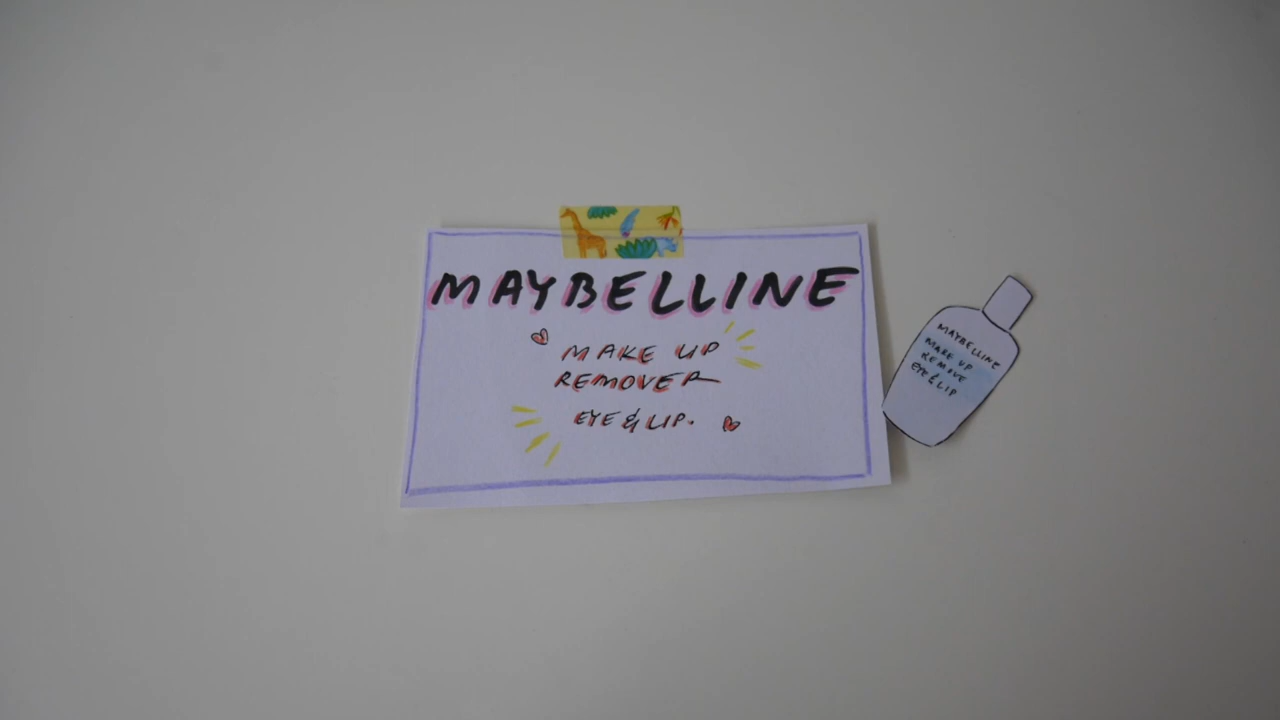 MAYBELLINE
MAKE UP
REMOVER
EYE & LIP.
MAYBELLINE
MAKE UP
REMOVE
EYE & LIP